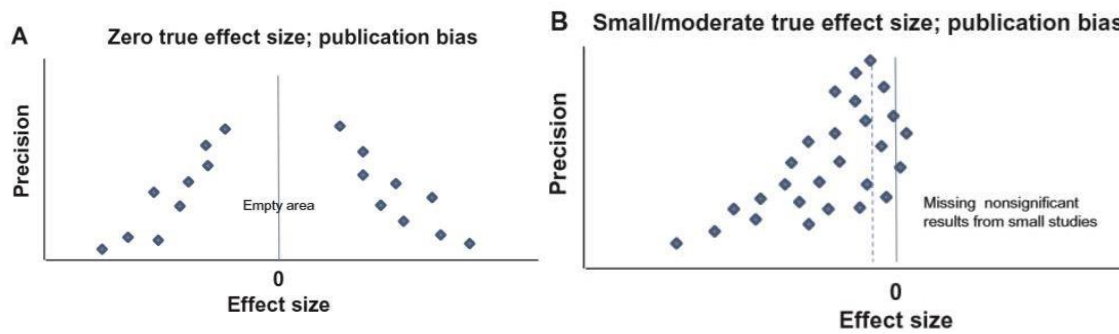 A
Zero true effect size; publication bias
Precision
Empty area
0
Effect size
B
Small/moderate true effect size; publication bias
Precision
Missing nonsignificant
results from small studies
0
Effect size